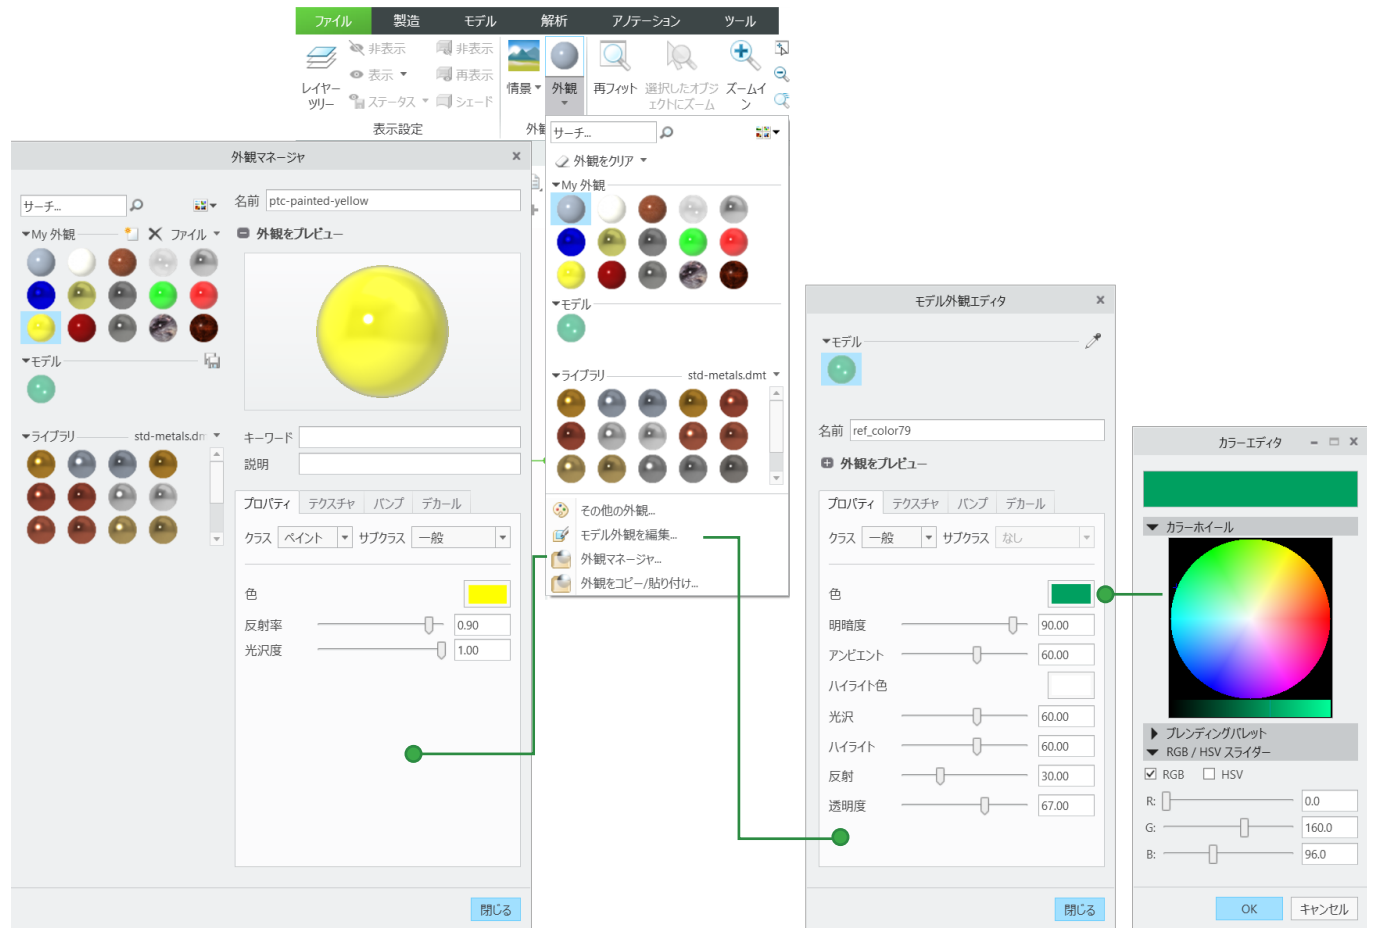 ファイル 製造 モデル 解析 アノテーション ツール
レイヤー
ツリー
非表示 非表示
表示 再表示
ステータス シェード
表示設定
情景
外観
再フィット
選択したオブジ
ェクトにズーム
ズームイ
ン
外観マネージャ
サーチ...
My 外観 ファイル
モデル
ライブラリ std-metals.dm
名前 ptc-painted-yellow
外観をプレビュー
キーワード
説明
プロパティ テクスチャ バンプ デカール
クラス ペイント サブクラス 一般
色
反射率 0.90
光沢度 1.00
閉じる
サーチ...
外観をクリア
My 外観
モデル
ライブラリ std-metals.dmt
その他の外観...
モデル外観を編集...
外観マネージャ...
外観をコピー/貼り付け...
モデル外観エディタ
モデル
名前 ref_color79
外観をプレビュー
プロパティ テクスチャ バンプ デカール
クラス 一般 サブクラス なし
色
明暗度 90.00
アンビエント 60.00
ハイライト色
光沢 60.00
ハイライト 60.00
反射 30.00
透明度 67.00
閉じる
カラーエディタ
カラーホイール
ブレンディングパレット
RGB / HSV スライダー
RGB HSV
R: 0.0
G: 160.0
B: 96.0
OK キャンセル